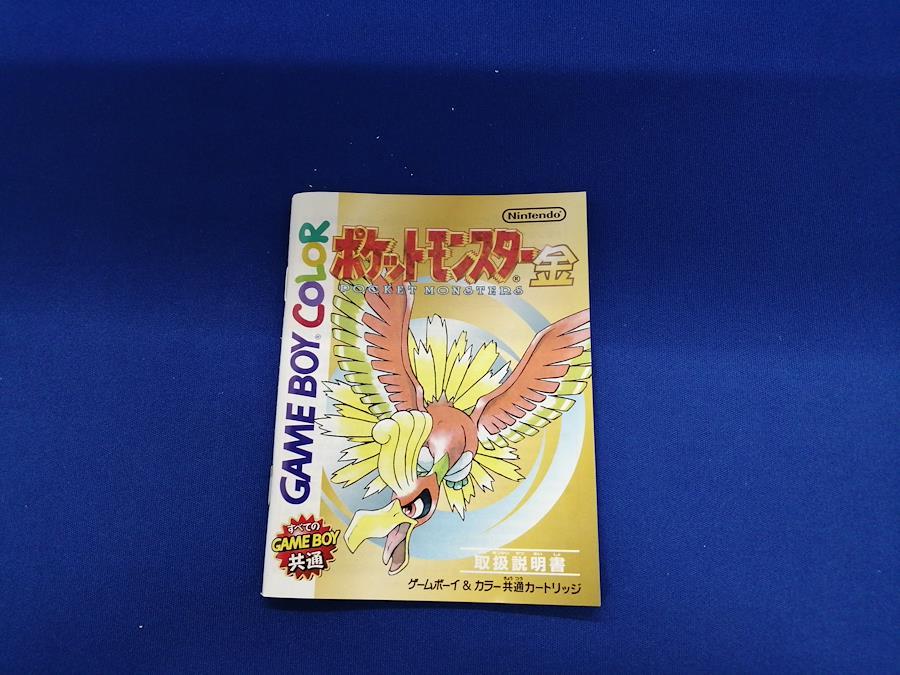 Nintendo
ポケットモンスター金
POCKET MONSTERS
GAME BOY COLOR
すべての
GAME BOY
共通
取扱説明書
ゲームボーイ & カラー共通カートリッジ